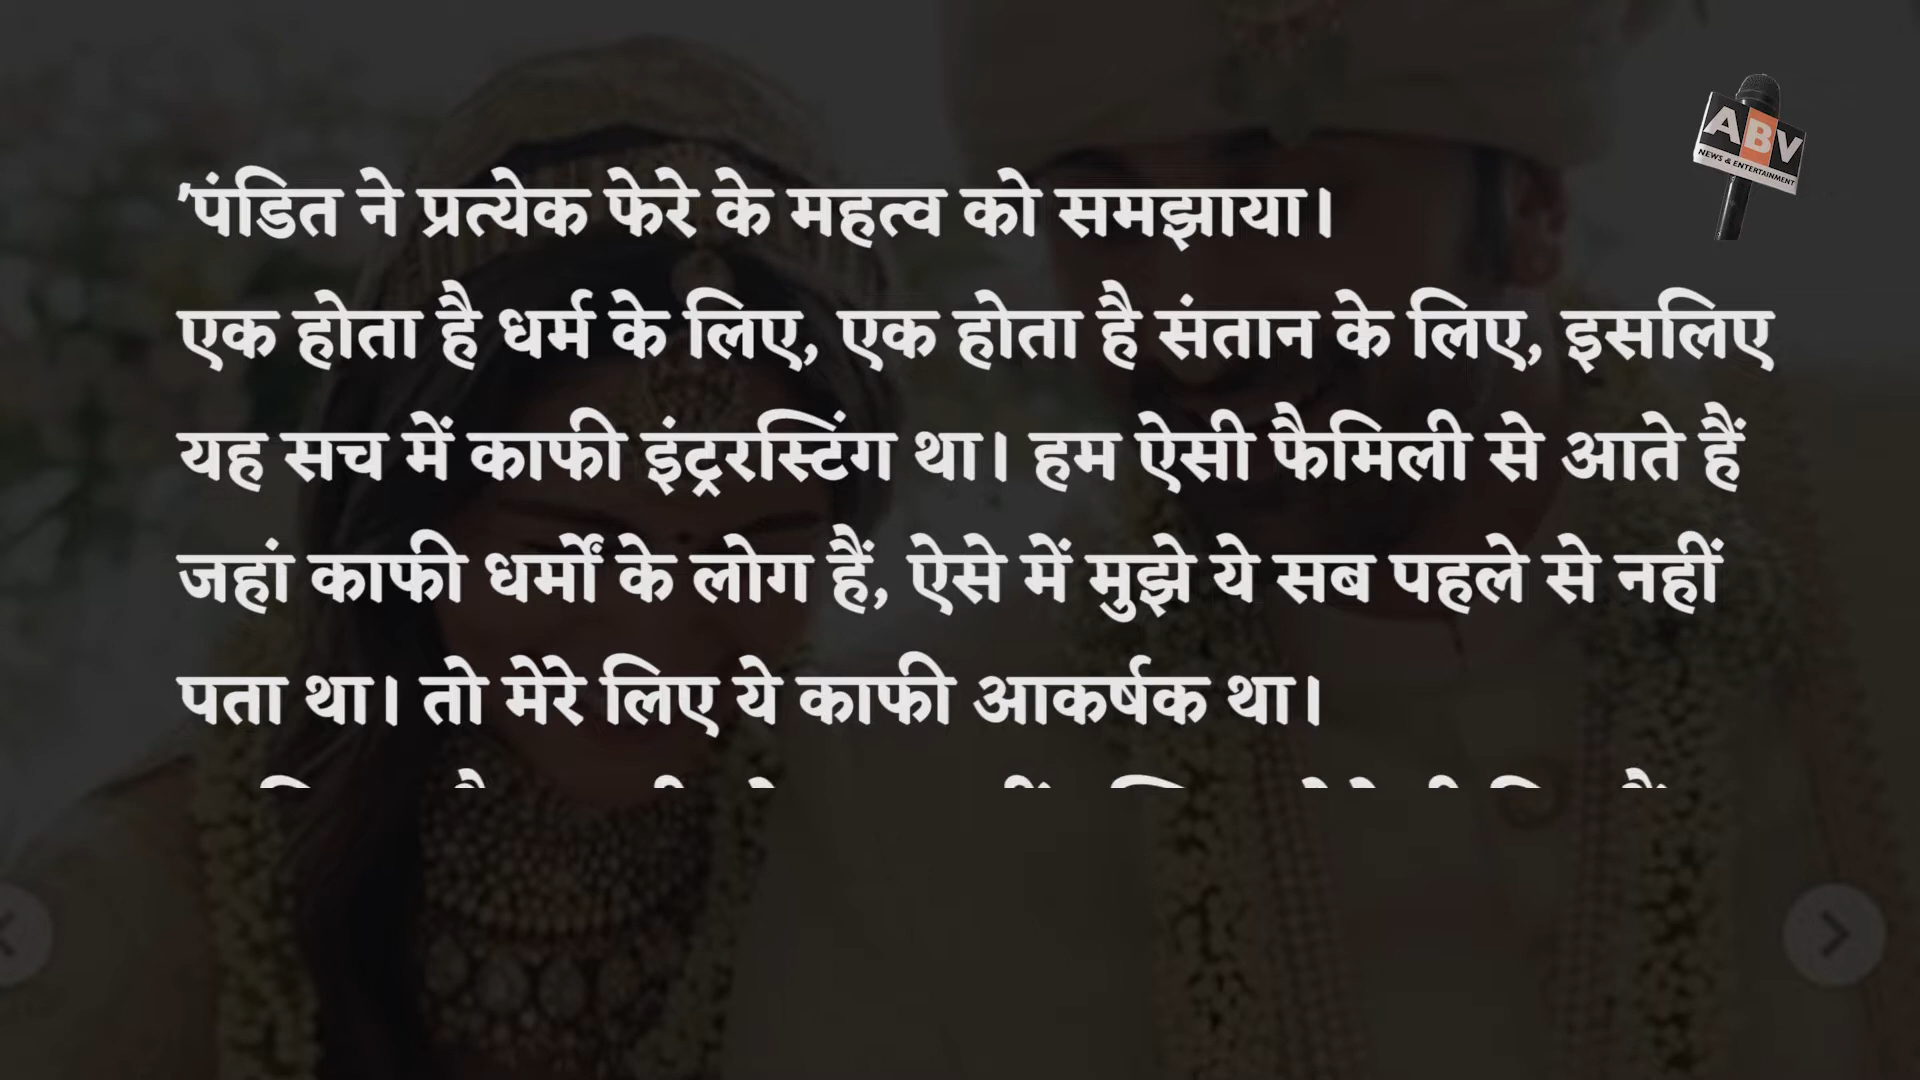 'पंडित ने प्रत्येक फेरे के महत्व को समझाया।
एक होता है धर्म के लिए, एक होता है संतान के लिए, इसलिए
यह सच में काफी इंट्ररस्टिंग था। हम ऐसी फैमिली से आते हैं
जहां काफी धर्मों के लोग हैं, ऐसे में मुझे ये सब पहले से नहीं
पता था। तो मेरे लिए ये काफी आकर्षक था।
ABV
NEWS & ENTERTAINMENT